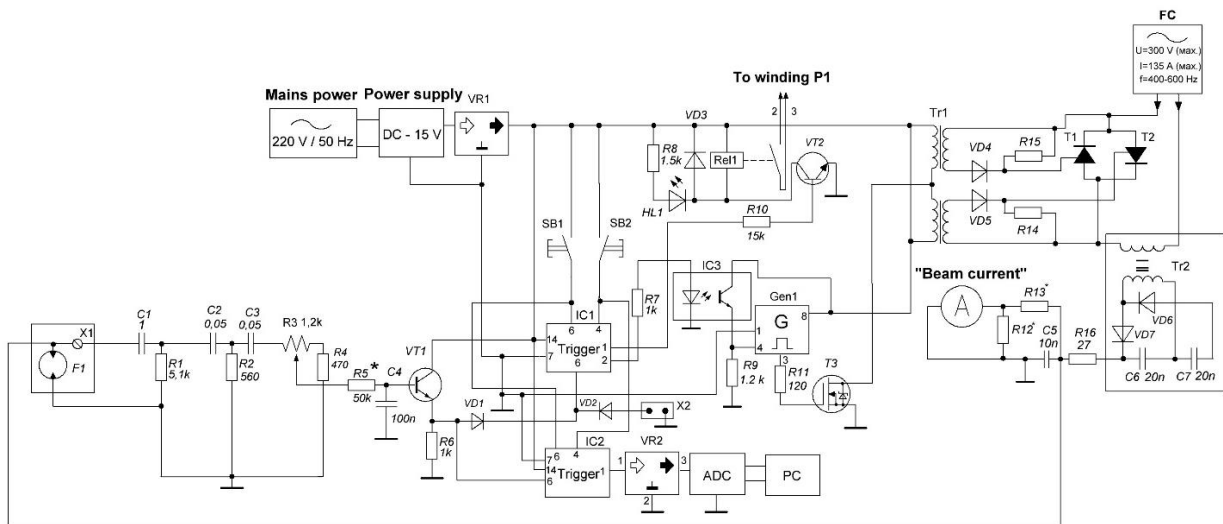 FC
U=300 V (мах.)
I=135 A (мах.)
f=400-600 Hz
To winding P1
Mains power
Power supply
VR1
220 V / 50 Hz
DC - 15 V
2
3
VD3
R8
1.5k
Rel1
VT2
HL1
R10
15k
Tr1
VD4
R15
T1
T2
VD5
R14
SB1
SB2
Tr2
"Beam current"
A
R13*
R12*
C5
10n
R16
27
VD6
VD7
C6
20n
C7
20n
IC3
R7
1k
Gen1
G
8
1
4
3
R9
1.2 k
R11
120
T3
IC1
6
4
14
7
Trigger
1
2
6
X1
F1
C1
1
C2
0,05
C3
0,05
R3 1,2k
R1
5,1k
R2
560
R4
470
R5*
50k
C4
100n
VT1
R6
1k
VD1
VD2
X2
IC2
6
4
7
14
6
Trigger
1
VR2
1
3
2
ADC
PC